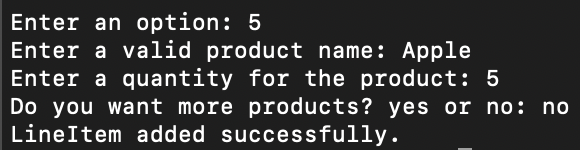 Enter an option: 5
Enter a valid product name: Apple
Enter a quantity for the product: 5
Do you want more products? yes or no: no
LineItem added successfully.